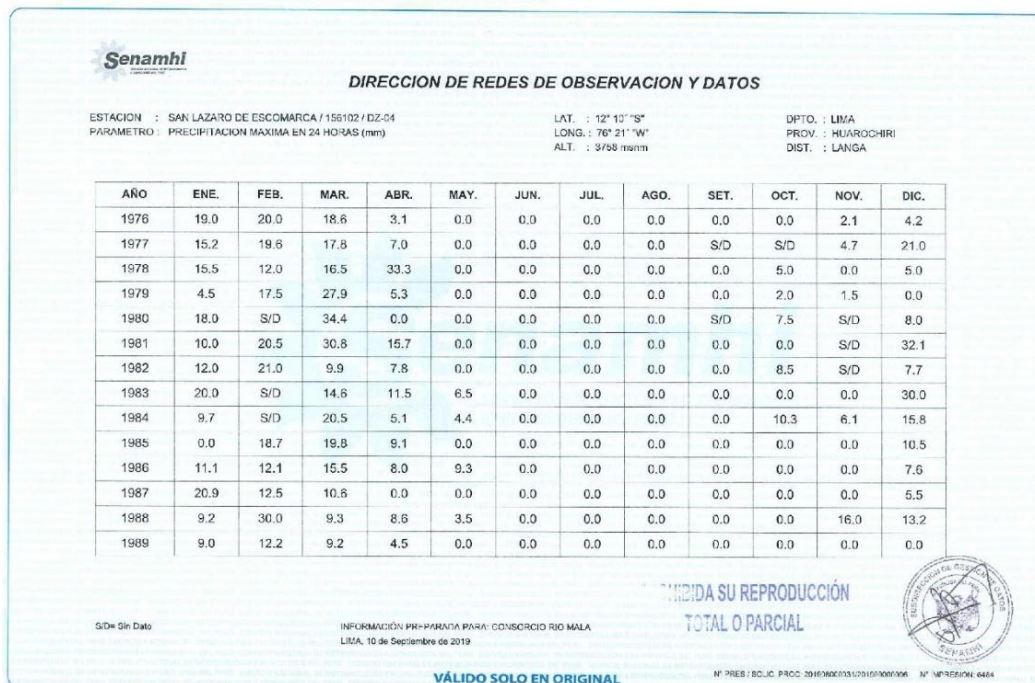 Senamhi
DIRECCION DE REDES DE OBSERVACION Y DATOS
ESTACION : SAN LAZARO DE ESCOMARCA / 156102 / DZ-04 LAT. : 12° 10´ "S" DPTO. : LIMA
PARAMETRO : PRECIPITACION MAXIMA EN 24 HORAS (mm) LONG. : 76° 21´ "W" PROV. : HUAROCHIRI
ALT. : 3758 msnm DIST. : LANGA
AÑO ENE. FEB. MAR. ABR. MAY. JUN. JUL. AGO. SET. OCT. NOV. DIC.
1976 19.0 20.0 18.6 3.1 0.0 0.0 0.0 0.0 0.0 0.0 2.1 4.2
1977 15.2 19.6 17.8 7.0 0.0 0.0 0.0 0.0 S/D S/D 4.7 21.0
1978 15.5 12.0 16.5 33.3 0.0 0.0 0.0 0.0 0.0 5.0 0.0 5.0
1979 4.5 17.5 27.9 5.3 0.0 0.0 0.0 0.0 0.0 2.0 1.5 0.0
1980 18.0 S/D 34.4 0.0 0.0 0.0 0.0 0.0 S/D 7.5 S/D 8.0
1981 10.0 20.5 30.8 15.7 0.0 0.0 0.0 0.0 0.0 0.0 S/D 32.1
1982 12.0 21.0 9.9 7.8 0.0 0.0 0.0 0.0 0.0 8.5 S/D 7.7
1983 20.0 S/D 14.6 11.5 6.5 0.0 0.0 0.0 0.0 0.0 0.0 30.0
1984 9.7 S/D 20.5 5.1 4.4 0.0 0.0 0.0 0.0 10.3 6.1 15.8
1985 0.0 18.7 19.8 9.1 0.0 0.0 0.0 0.0 0.0 0.0 0.0 10.5
1986 11.1 12.1 15.5 8.0 9.3 0.0 0.0 0.0 0.0 0.0 0.0 7.6
1987 20.9 12.5 10.6 0.0 0.0 0.0 0.0 0.0 0.0 0.0 0.0 5.5
1988 9.2 30.0 9.3 8.6 3.5 0.0 0.0 0.0 0.0 0.0 16.0 13.2
1989 9.0 12.2 9.2 4.5 0.0 0.0 0.0 0.0 0.0 0.0 0.0 0.0
SU REPRODUCCIÓN
TOTAL O PARCIAL
S/D= Sin Dato INFORMACIÓN PREPARADA PARA: CONSORCIO RIO MALA
LIMA, 10 de Septiembre de 2019
SENAMHI
VÁLIDO SOLO EN ORIGINAL
N° IMPRESION: 6484